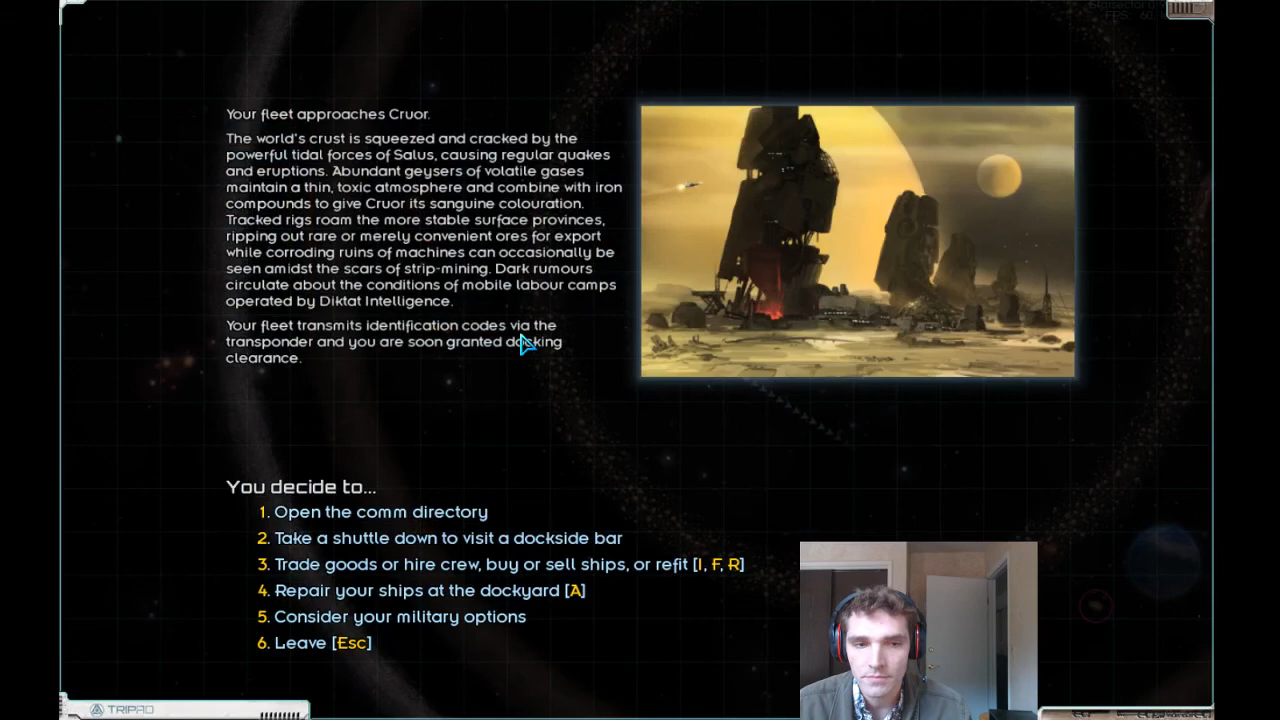 Starsector 0
FPS: 60
Your fleet approaches Cruor.
The world's crust is squeezed and cracked by the
powerful tidal forces of Salus, causing regular quakes
and eruptions. Abundant geysers of volatile gases
maintain a thin, toxic atmosphere and combine with iron
compounds to give Cruor its sanguine colouration.
Tracked rigs roam the more stable surface provinces,
ripping out rare or merely convenient ores for export
while corroding ruins of machines can occasionally be
seen amidst the scars of strip-mining. Dark rumours
circulate about the conditions of mobile labour camps
operated by Diktat Intelligence.
Your fleet transmits identification codes via the
transponder and you are soon granted docking
clearance.
You decide to...
1. Open the comm directory
2. Take a shuttle down to visit a dockside bar
3. Trade goods or hire crew, buy or sell ships, or refit [I, F, R]
4. Repair your ships at the dockyard [A]
5. Consider your military options
6. Leave [Esc]
TRIPAD